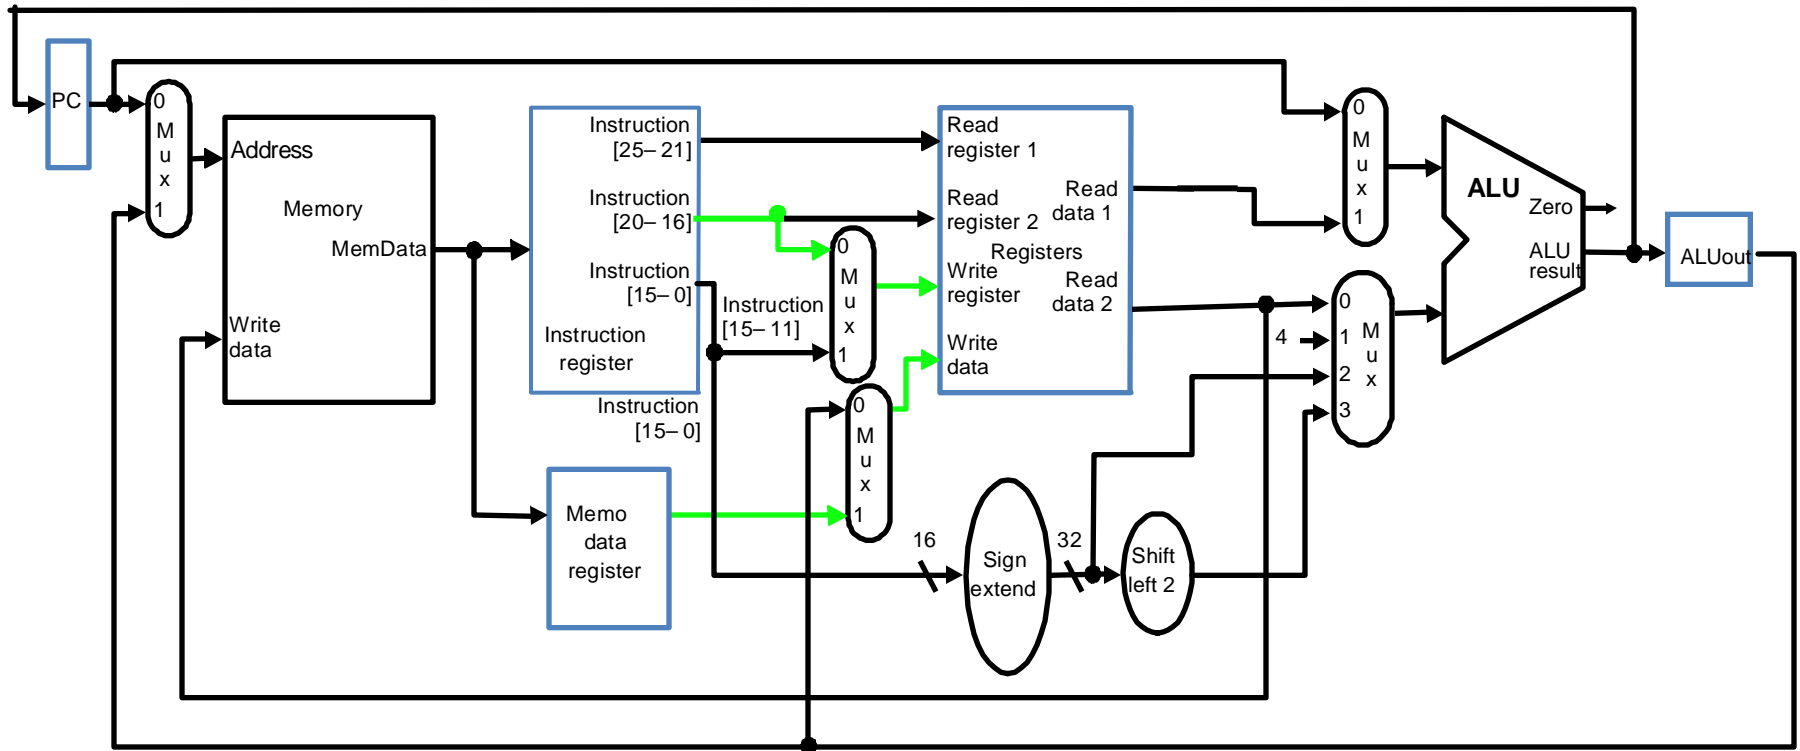 PC
0
M
u
x
1
Address
Memory
MemData
Write
data
Instruction
[25– 21]
Instruction
[20– 16]
Instruction
[15– 0]
Instruction
register
Instruction
[15– 0]
Memo
data
register
Instruction
[15– 11]
0
M
u
x
1
0
M
u
x
1
Read
register 1
Read
register 2
Registers
Write
register
Write
data
Read
data 1
Read
data 2
16
Sign
extend
32
Shift
left 2
0
M
u
x
1
4
0
1
2
3
M
u
x
ALU
Zero
ALU
result
ALUout